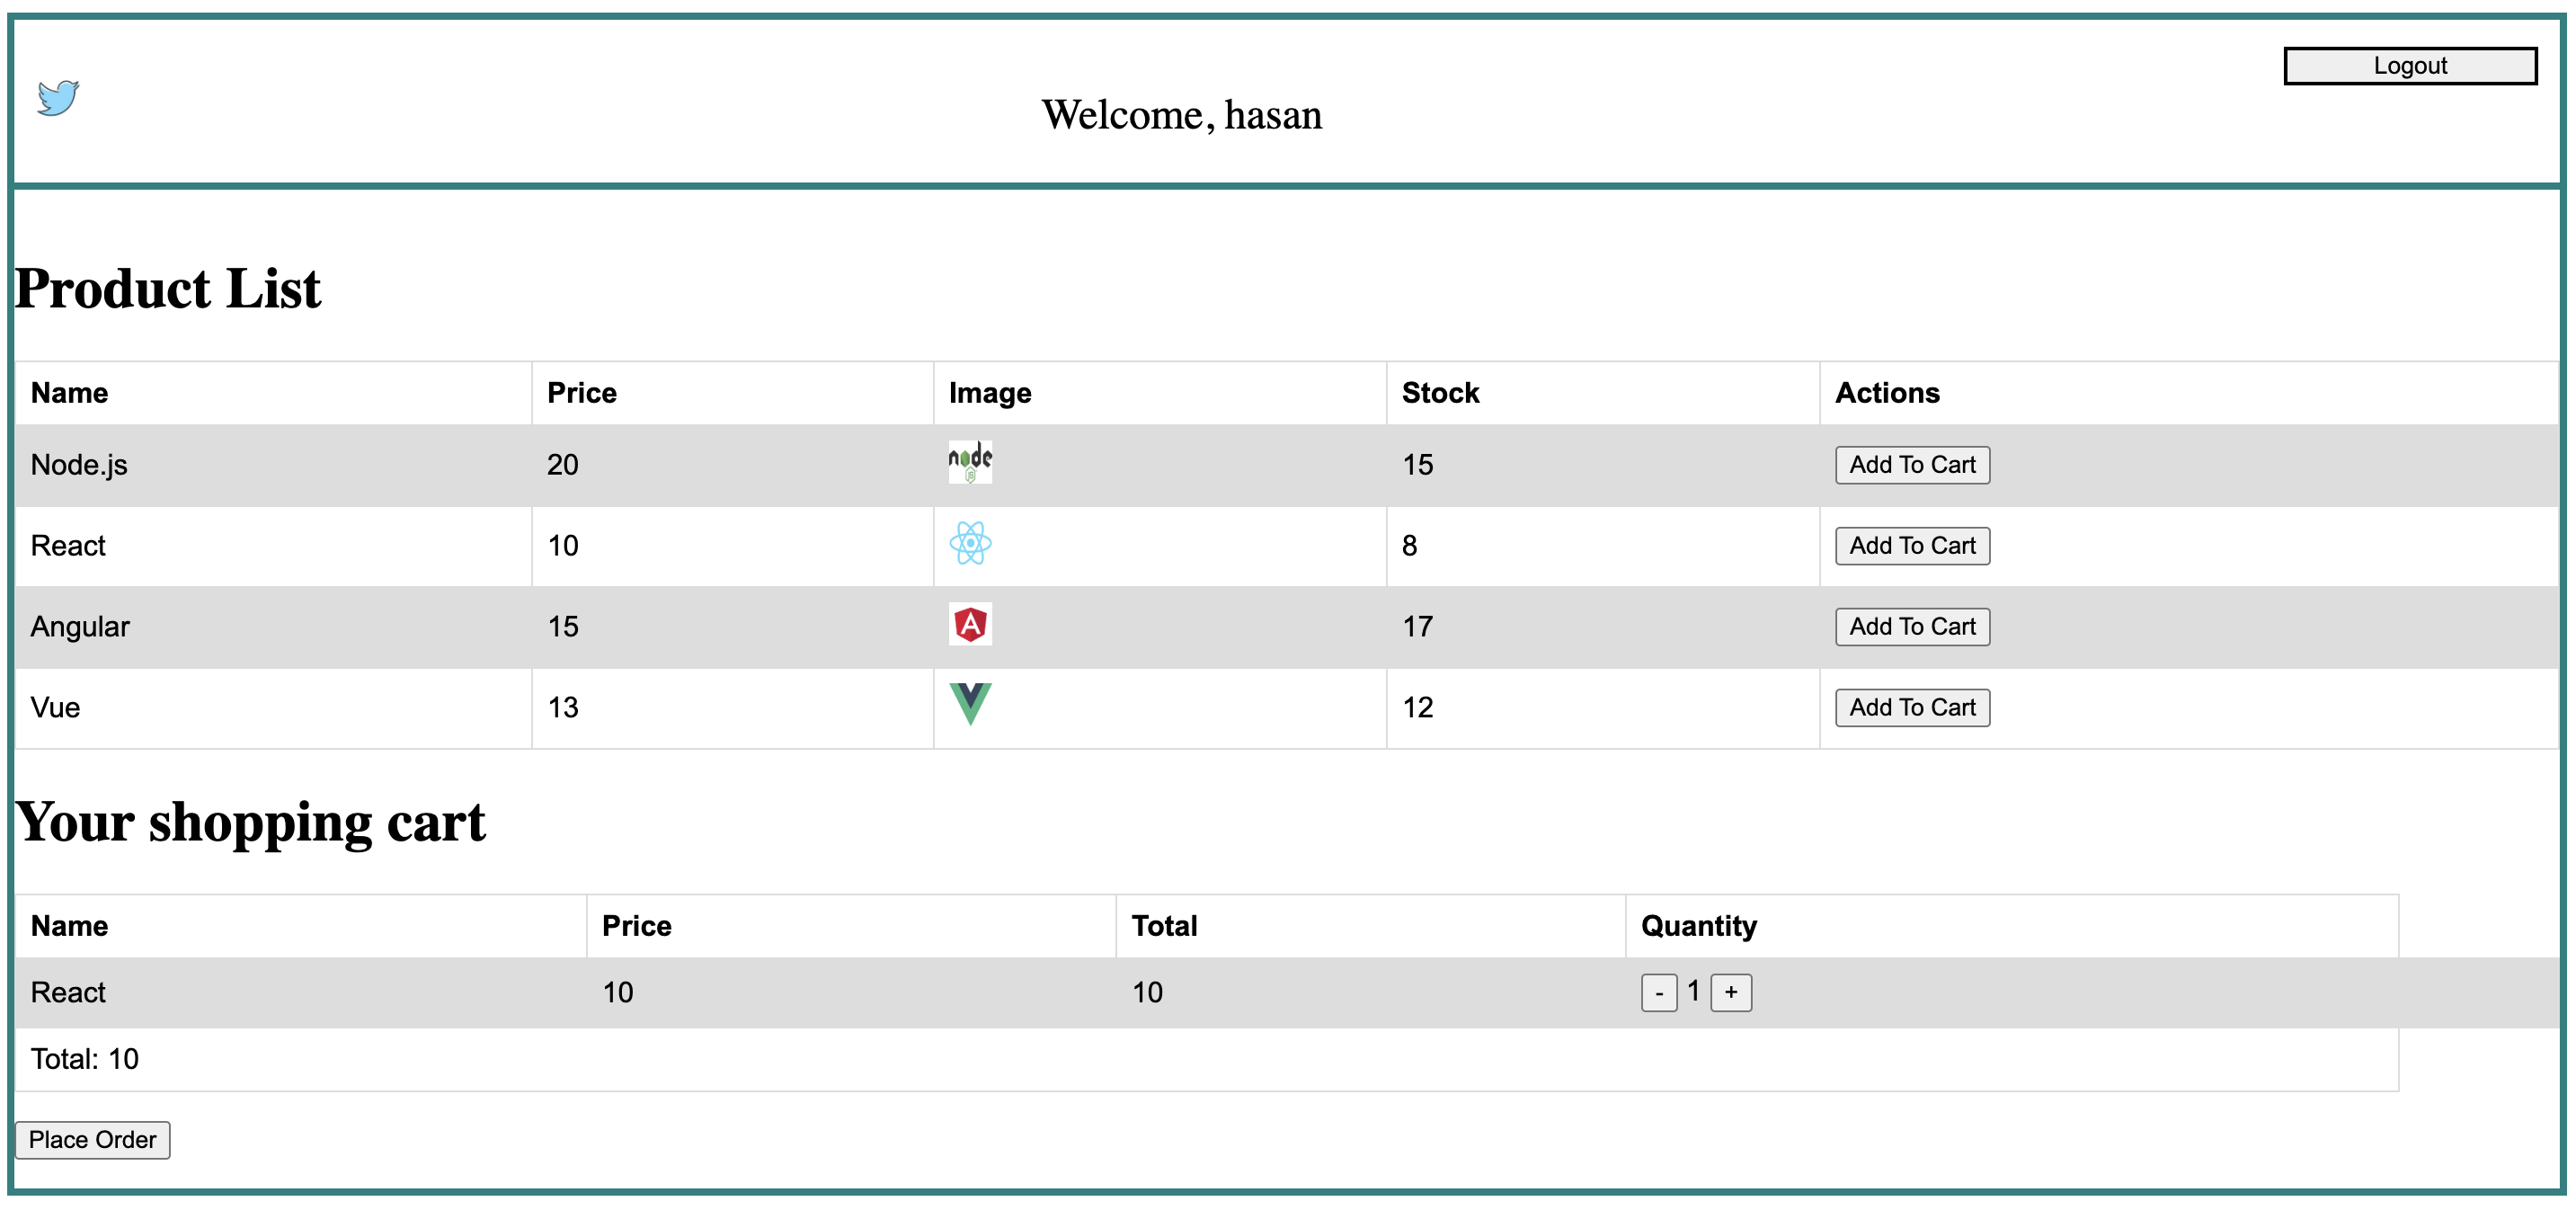 Logout
Welcome, hasan
Product List
Name Price Image Stock Actions
Node.js 20 node JS 15 Add To Cart
React 10 8 Add To Cart
Angular 15 A 17 Add To Cart
Vue 13 12 Add To Cart
Your shopping cart
Name Price Total Quantity
React 10 10 - 1 +
Total: 10
Place Order